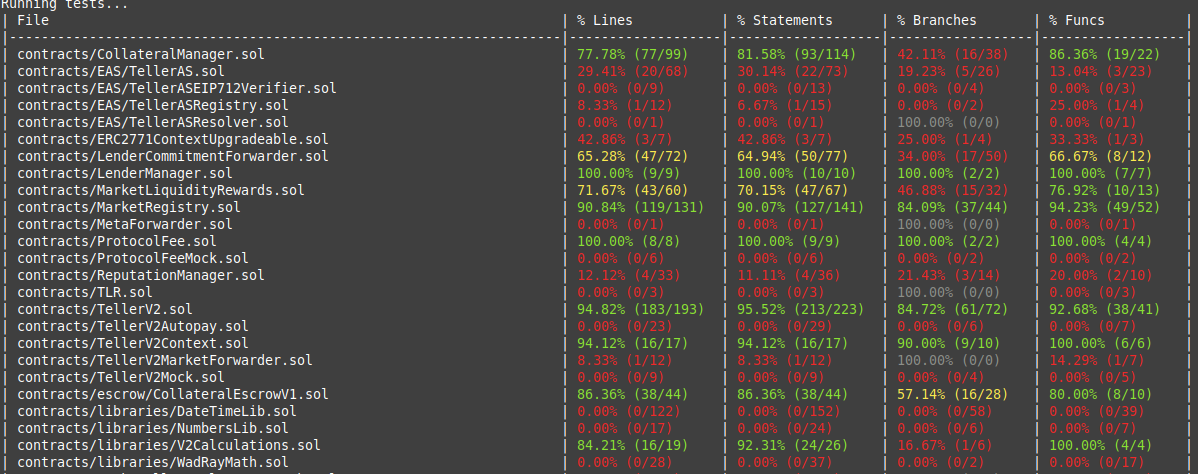 Running tests...
| File | % Lines | % Statements | % Branches | % Funcs |
|--------------------------------------------------------------------|------------------|------------------|----------------|-----------------|
| contracts/CollateralManager.sol | 77.78% (77/99) | 81.58% (93/114) | 42.11% (16/38) | 86.36% (19/22) |
| contracts/EAS/TellerAS.sol | 29.41% (20/68) | 30.14% (22/73) | 19.23% (5/26) | 13.04% (3/23) |
| contracts/EAS/TellerASEIP712Verifier.sol | 0.00% (0/9) | 0.00% (0/13) | 0.00% (0/4) | 0.00% (0/3) |
| contracts/EAS/TellerASRegistry.sol | 8.33% (1/12) | 6.67% (1/15) | 0.00% (0/2) | 25.00% (1/4) |
| contracts/EAS/TellerASResolver.sol | 0.00% (0/1) | 0.00% (0/1) | 100.00% (0/0) | 0.00% (0/1) |
| contracts/ERC2771ContextUpgradeable.sol | 42.86% (3/7) | 42.86% (3/7) | 25.00% (1/4) | 33.33% (1/3) |
| contracts/LenderCommitmentForwarder.sol | 65.28% (47/72) | 64.94% (50/77) | 34.00% (17/50) | 66.67% (8/12) |
| contracts/LenderManager.sol | 100.00% (9/9) | 100.00% (10/10) | 100.00% (2/2) | 100.00% (7/7) |
| contracts/MarketLiquidityRewards.sol | 71.67% (43/60) | 70.15% (47/67) | 46.88% (15/32) | 76.92% (10/13) |
| contracts/MarketRegistry.sol | 90.84% (119/131) | 90.07% (127/141) | 84.09% (37/44) | 94.23% (49/52) |
| contracts/MetaForwarder.sol | 0.00% (0/1) | 0.00% (0/1) | 100.00% (0/0) | 0.00% (0/1) |
| contracts/ProtocolFee.sol | 100.00% (8/8) | 100.00% (9/9) | 100.00% (2/2) | 100.00% (4/4) |
| contracts/ProtocolFeeMock.sol | 0.00% (0/6) | 0.00% (0/6) | 0.00% (0/2) | 0.00% (0/2) |
| contracts/ReputationManager.sol | 12.12% (4/33) | 11.11% (4/36) | 21.43% (3/14) | 20.00% (2/10) |
| contracts/TLR.sol | 0.00% (0/3) | 0.00% (0/3) | 100.00% (0/0) | 0.00% (0/3) |
| contracts/TellerV2.sol | 94.82% (183/193) | 95.52% (213/223) | 84.72% (61/72) | 92.68% (38/41) |
| contracts/TellerV2Autopay.sol | 0.00% (0/23) | 0.00% (0/29) | 0.00% (0/6) | 0.00% (0/7) |
| contracts/TellerV2Context.sol | 94.12% (16/17) | 94.12% (16/17) | 90.00% (9/10) | 100.00% (6/6) |
| contracts/TellerV2MarketForwarder.sol | 8.33% (1/12) | 8.33% (1/12) | 100.00% (0/0) | 14.29% (1/7) |
| contracts/TellerV2Mock.sol | 0.00% (0/9) | 0.00% (0/9) | 0.00% (0/4) | 0.00% (0/5) |
| contracts/escrow/CollateralEscrowV1.sol | 86.36% (38/44) | 86.36% (38/44) | 57.14% (16/28) | 80.00% (8/10) |
| contracts/libraries/DateTimeLib.sol | 0.00% (0/122) | 0.00% (0/152) | 0.00% (0/58) | 0.00% (0/39) |
| contracts/libraries/NumbersLib.sol | 0.00% (0/17) | 0.00% (0/24) | 0.00% (0/6) | 0.00% (0/7) |
| contracts/libraries/V2Calculations.sol | 84.21% (16/19) | 92.31% (24/26) | 16.67% (1/6) | 100.00% (4/4) |
| contracts/libraries/WadRayMath.sol | 0.00% (0/28) | 0.00% (0/37) | 0.00% (0/2) | 0.00% (0/17) |